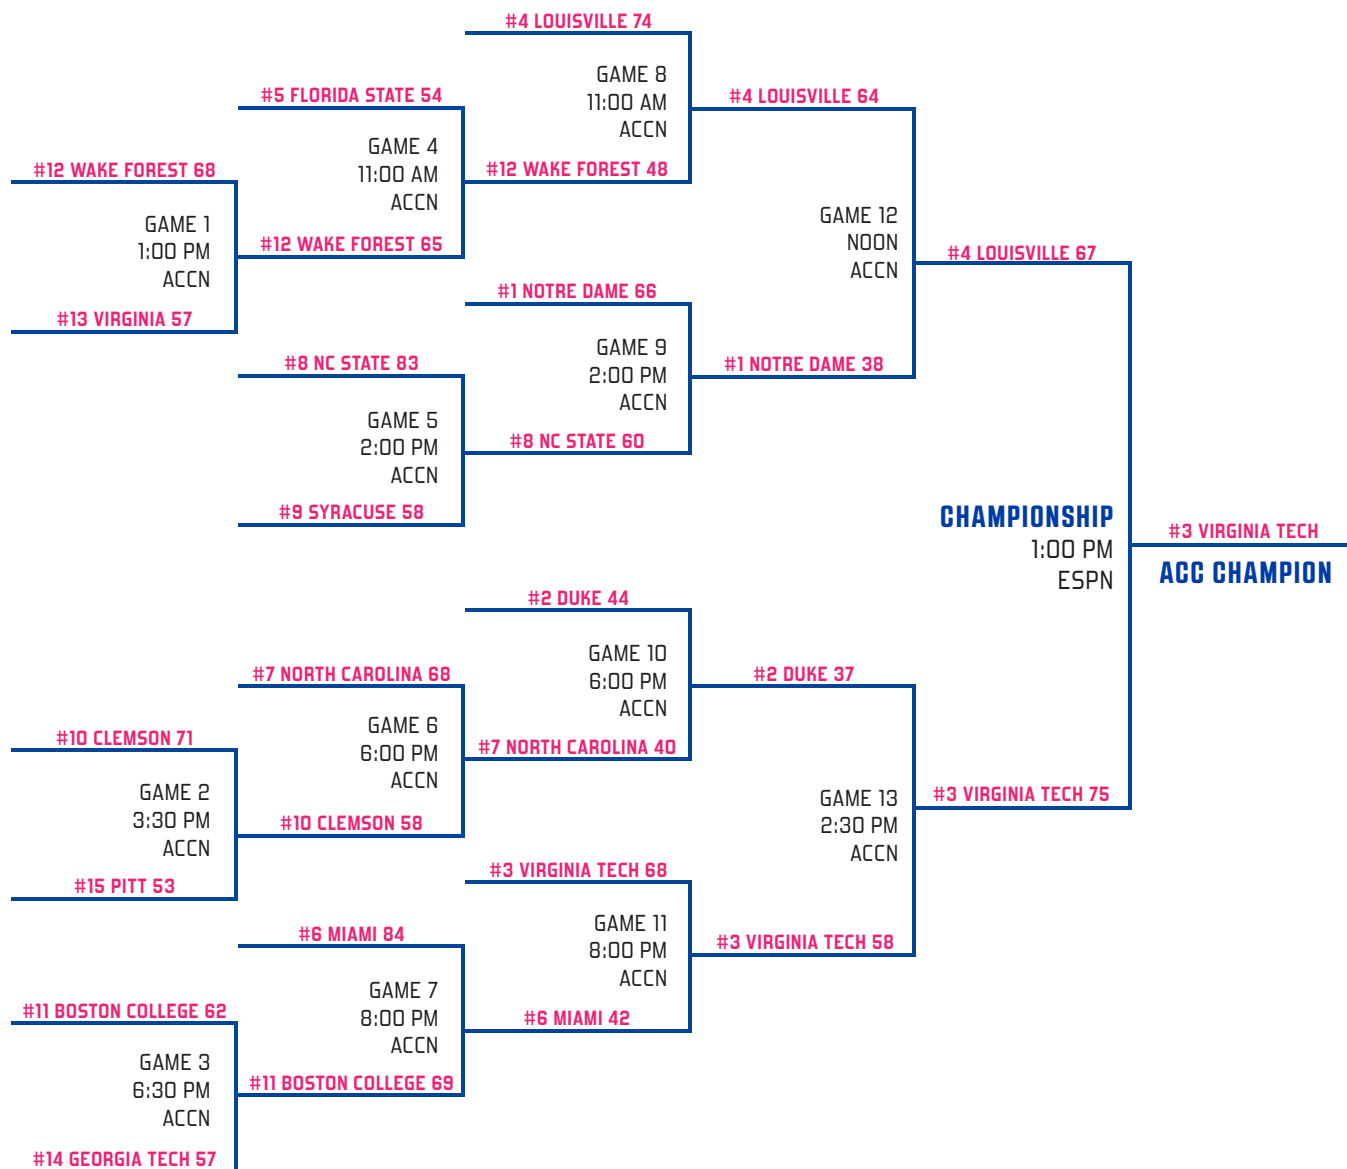 #4 LOUISVILLE 74
GAME 8
11:00 AM
ACCN
#12 WAKE FOREST 48
#5 FLORIDA STATE 54
GAME 4
11:00 AM
ACCN
#12 WAKE FOREST 65
#12 WAKE FOREST 68
GAME 1
1:00 PM
ACCN
#13 VIRGINIA 57
#4 LOUISVILLE 64
GAME 12
NOON
ACCN
#1 NOTRE DAME 38
#1 NOTRE DAME 66
GAME 9
2:00 PM
ACCN
#8 NC STATE 60
#8 NC STATE 83
GAME 5
2:00 PM
ACCN
#9 SYRACUSE 58
#4 LOUISVILLE 67
CHAMPIONSHIP
1:00 PM
ESPN
#3 VIRGINIA TECH
ACC CHAMPION
#3 VIRGINIA TECH 75
#2 DUKE 44
GAME 10
6:00 PM
ACCN
#7 NORTH CAROLINA 40
#7 NORTH CAROLINA 68
GAME 6
6:00 PM
ACCN
#10 CLEMSON 58
#10 CLEMSON 71
GAME 2
3:30 PM
ACCN
#15 PITT 53
#2 DUKE 37
GAME 13
2:30 PM
ACCN
#3 VIRGINIA TECH 58
#3 VIRGINIA TECH 68
GAME 11
8:00 PM
ACCN
#6 MIAMI 42
#6 MIAMI 84
GAME 7
8:00 PM
ACCN
#11 BOSTON COLLEGE 69
#11 BOSTON COLLEGE 62
GAME 3
6:30 PM
ACCN
#14 GEORGIA TECH 57